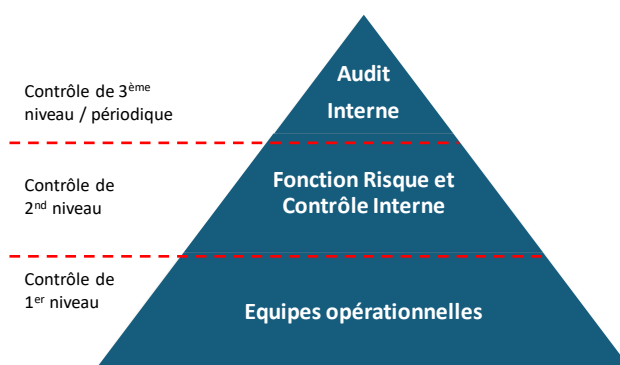 Audit
Interne
Contrôle de 3ème
niveau / périodique
Fonction Risque et
Contrôle Interne
Contrôle de
2nd niveau
Contrôle de
1er niveau
Equipes opérationnelles